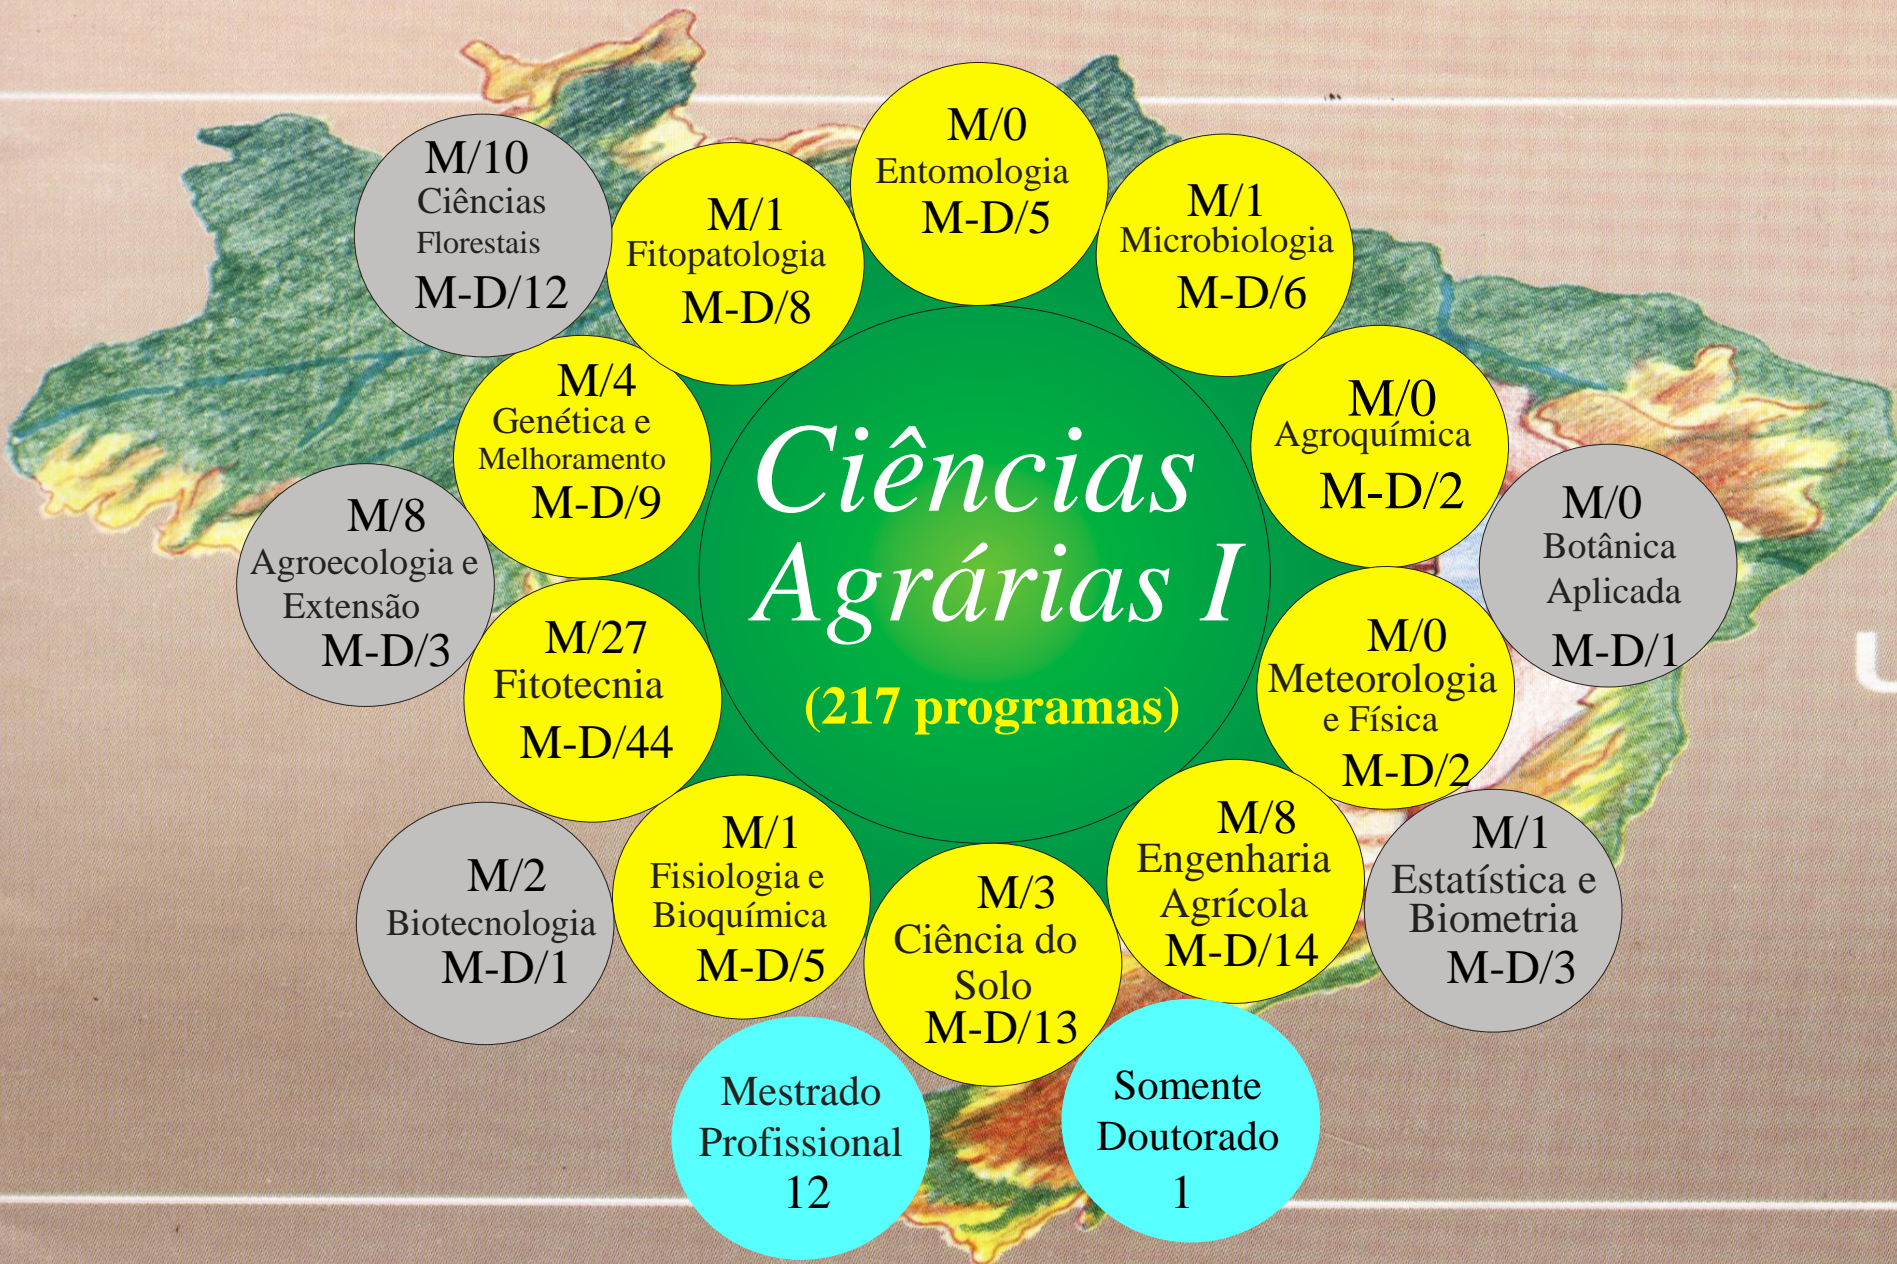 M/0
Entomologia
M-D/5
M/10
Ciências
Florestais
M-D/12
M/1
Fitopatologia
M-D/8
M/1
Microbiologia
M-D/6
M/4
Genética e
Melhoramento
M-D/9
M/0
Agroquímica
M-D/2
Ciências
Agrárias I
(217 programas)
M/8
Agroecologia e
Extensão
M-D/3
M/0
Botânica
Aplicada
M-D/1
M/27
Fitotecnia
M-D/44
M/0
Meteorologia
e Física
M-D/2
M/2
Biotecnologia
M-D/1
M/1
Fisiologia e
Bioquímica
M-D/5
M/3
Ciência do
Solo
M-D/13
M/8
Engenharia
Agrícola
M-D/14
M/1
Estatística e
Biometria
M-D/3
Mestrado
Profissional
12
Somente
Doutorado
1